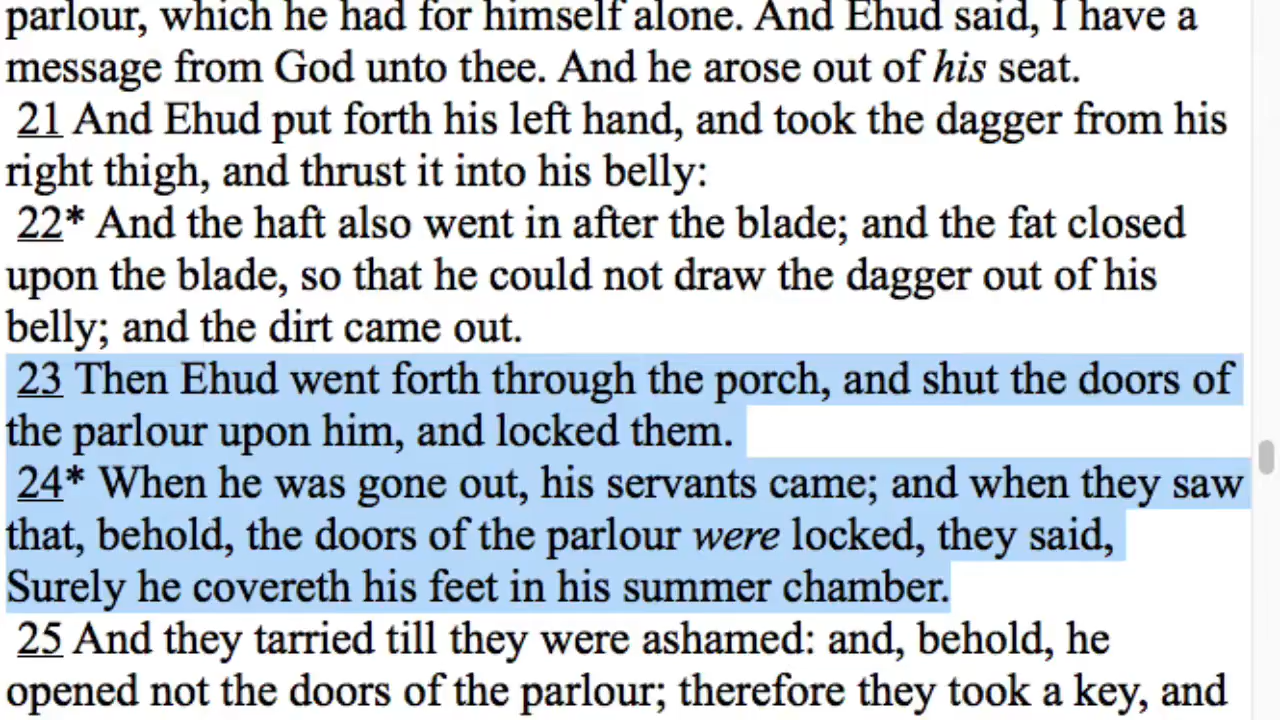 parlour, which he had for himself alone. And Ehud said, I have a
message from God unto thee. And he arose out of his seat.
21 And Ehud put forth his left hand, and took the dagger from his
right thigh, and thrust it into his belly:
22* And the haft also went in after the blade; and the fat closed
upon the blade, so that he could not draw the dagger out of his
belly; and the dirt came out.
23 Then Ehud went forth through the porch, and shut the doors of
the parlour upon him, and locked them.
24* When he was gone out, his servants came; and when they saw
that, behold, the doors of the parlour were locked, they said,
Surely he covereth his feet in his summer chamber.
25 And they tarried till they were ashamed: and, behold, he
opened not the doors of the parlour; therefore they took a key, and